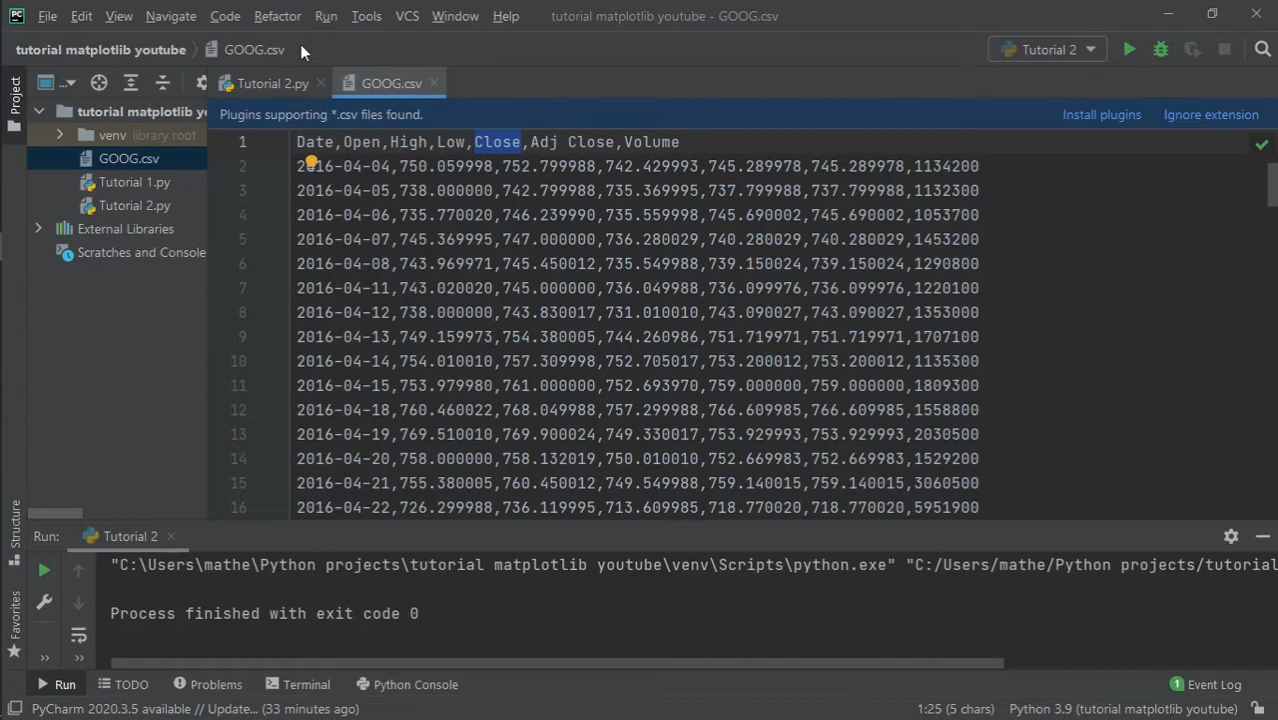 PC File Edit View Navigate Code Refactor Run Tools VCS Window Help tutorial matplotlib youtube - GOOG.csv
tutorial matplotlib youtube GOOG.csv Tutorial 2
Project
... Tutorial 2.py GOOG.csv
tutorial matplotlib y
venv library root
GOOG.csv
Tutorial 1.py
Tutorial 2.py
External Libraries
Scratches and Console
Plugins supporting *.csv files found. Install plugins Ignore extension
1 Date,Open,High,Low,Close,Adj Close,Volume
2 2016-04-04,750.059998,752.799988,742.429993,745.289978,745.289978,1134200
3 2016-04-05,738.000000,742.799988,735.369995,737.799988,737.799988,1132300
4 2016-04-06,735.770020,746.239990,735.559998,745.690002,745.690002,1053700
5 2016-04-07,745.369995,747.000000,736.280029,740.280029,740.280029,1453200
6 2016-04-08,743.969971,745.450012,735.549988,739.150024,739.150024,1290800
7 2016-04-11,743.020020,745.000000,736.049988,736.099976,736.099976,1220100
8 2016-04-12,738.000000,743.830017,731.010010,743.090027,743.090027,1353000
9 2016-04-13,749.159973,754.380005,744.260986,751.719971,751.719971,1707100
10 2016-04-14,754.010010,757.309998,752.705017,753.200012,753.200012,1135300
11 2016-04-15,753.979980,761.000000,752.693970,759.000000,759.000000,1809300
12 2016-04-18,760.460022,768.049988,757.299988,766.609985,766.609985,1558800
13 2016-04-19,769.510010,769.900024,749.330017,753.929993,753.929993,2030500
14 2016-04-20,758.000000,758.132019,750.010010,752.669983,752.669983,1529200
15 2016-04-21,755.380005,760.450012,749.549988,759.140015,759.140015,3060500
16 2016-04-22,726.299988,736.119995,713.609985,718.770020,718.770020,5951900
Structure
Favorites
Run: Tutorial 2
"C:\Users\mathe\Python projects\tutorial matplotlib youtube\venv\Scripts\python.exe" "C:/Users/mathe/Python projects/tutorial
Process finished with exit code 0
Run TODO Problems Terminal Python Console 1 Event Log
PyCharm 2020.3.5 available // Update... (33 minutes ago) 1:25 (5 chars) Python 3.9 (tutorial matplotlib youtube)